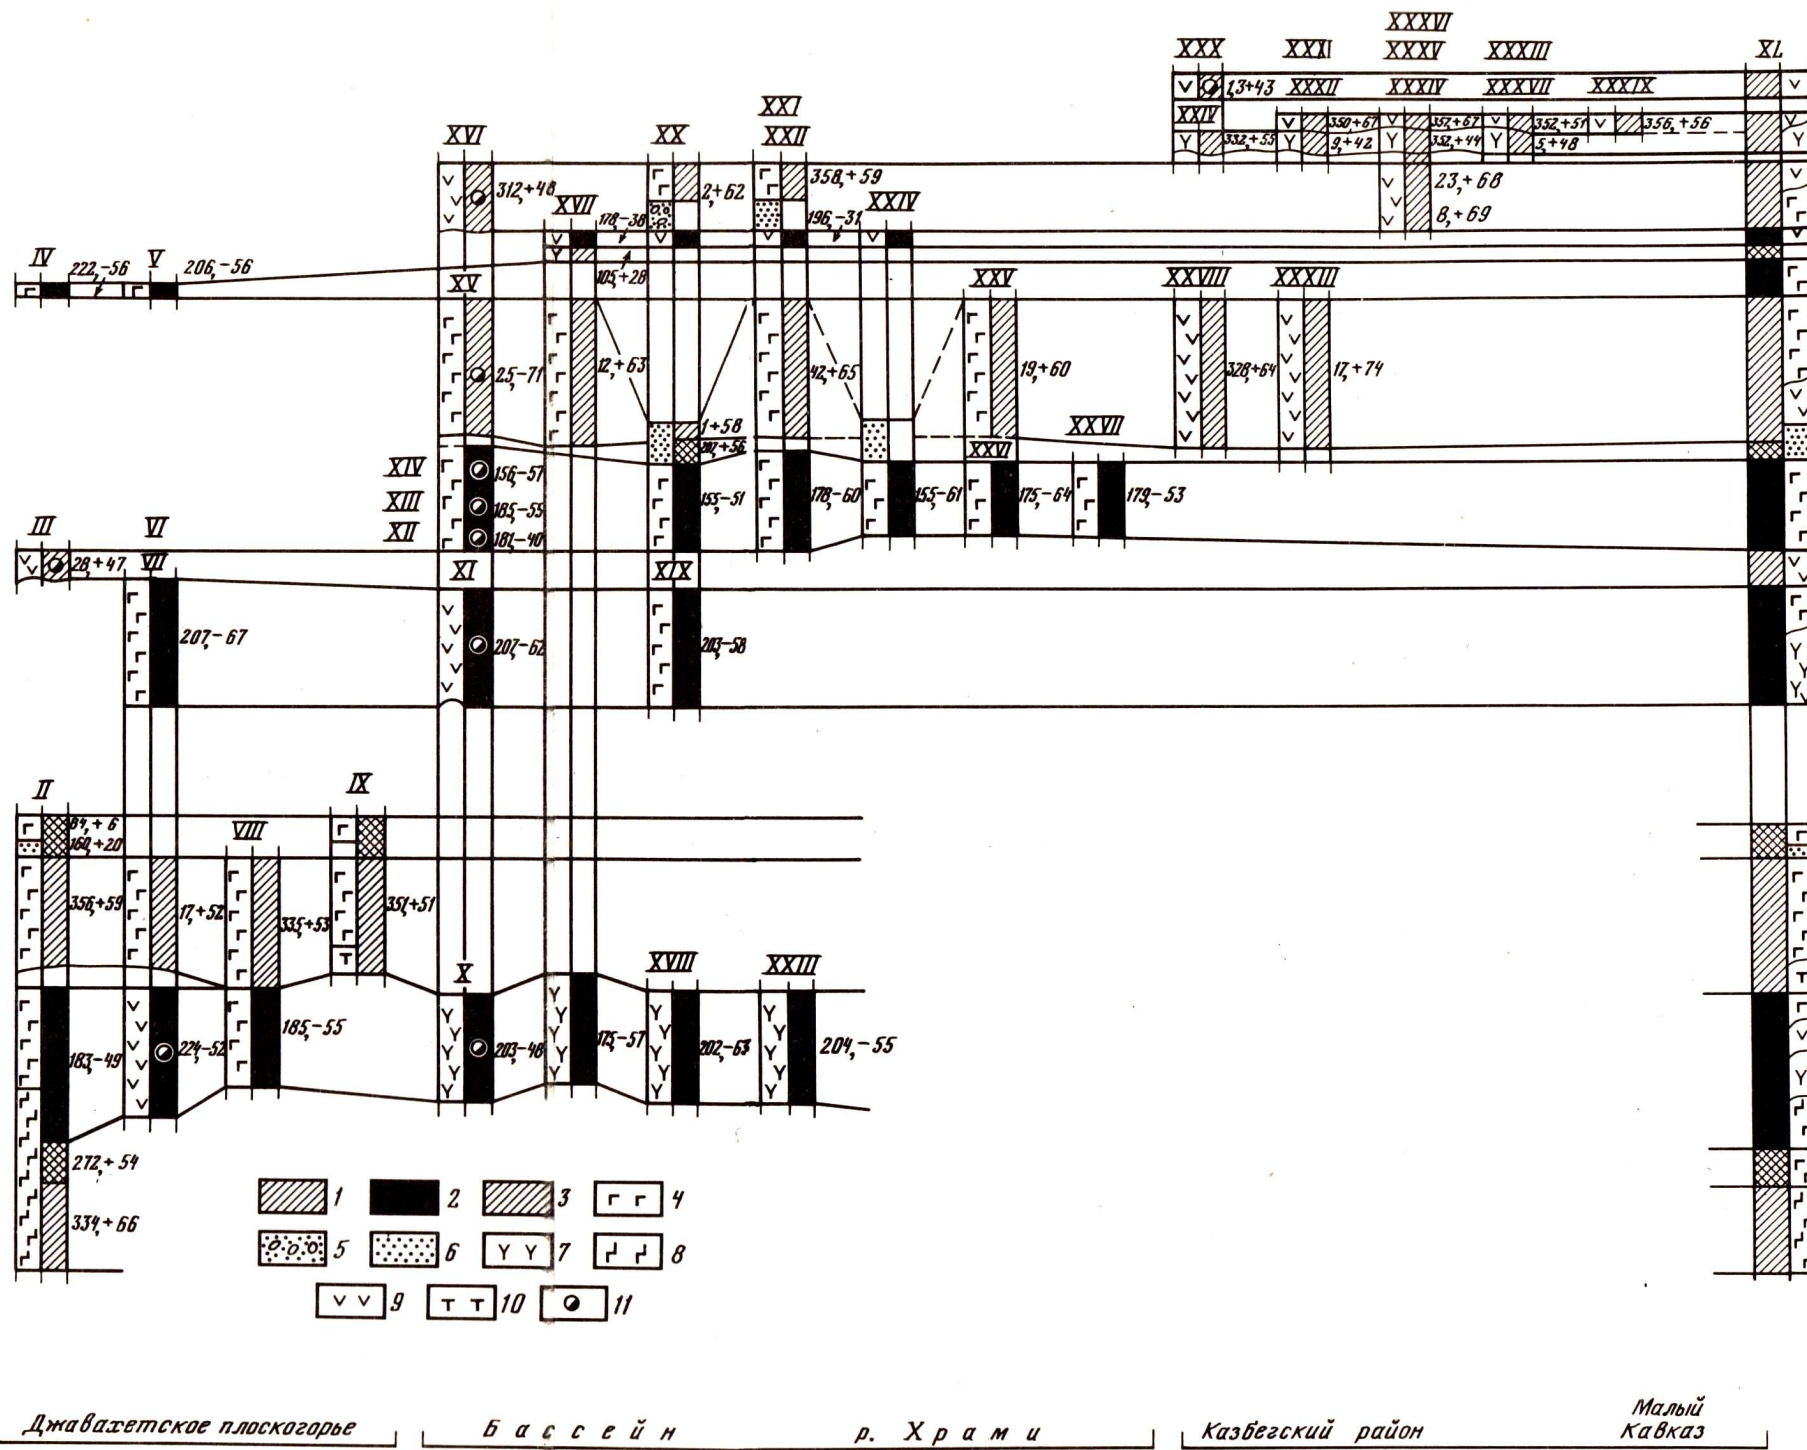 XXXVI
XXX XXXI XXXV XXXIII XL
1,3+43 XXXII XXXIV XXXVII XXXIX
XXI
XXIV 350+67 357,+67 352,+51 356,+56
XVI XX XXII
332,+55 9,+42 352,+44 5,+48
312,+48 2,+62 358,+59 23,+68
XVII XXIV
178,-38 196,-31 8,+69
IV 222,-56 V 206,-56
105,+28
XV XXV XXVIII XXXIII
25,-71 12,+63 42,+65 19,+60 328,+64 17,+74
1+58 XXVII
207,+56 XXVI
XIV 156,-57
155,-51 178,-60 155,-61 175,-64 179,-53
XIII 185,-55
III VI XII 181,-40
28,+47 VII XI XIX
207,-67 207,-62 203,-58
II IX
84,+6 VIII
160,+20
356,+59 17,+52 335,+53 351,+51
X XVIII XXIII
183,-49 224,-52 185,-55 203,-48 175,-57 202,-63 204,-55
272,+54
1 2 3 4
334,+66
5 6 7 8
9 10 11
Джавахетское плоскогорье Бассейн р. Храми Казбегский район Малый
Кавказ